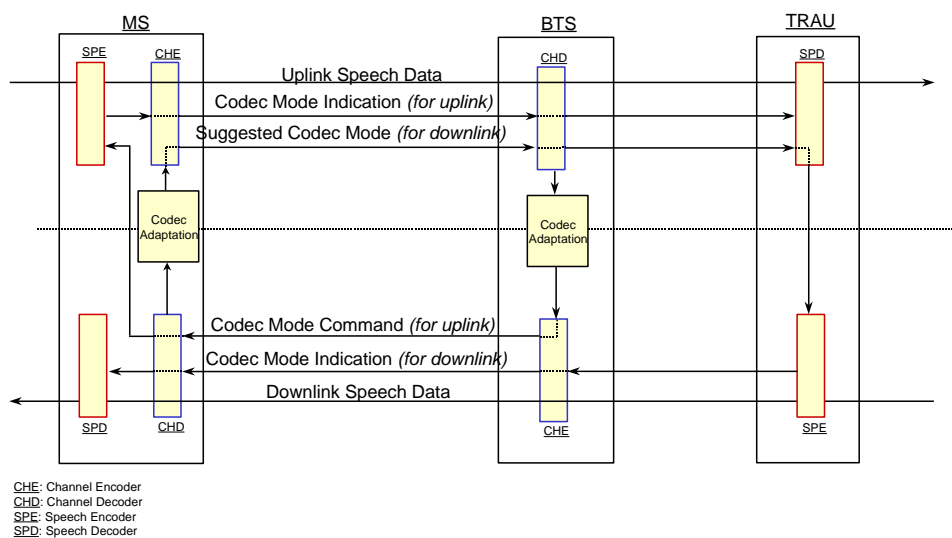 MS
BTS
TRAU
SPE
CHE
CHD
SPD
Uplink Speech Data
Codec Mode Indication (for uplink)
Suggested Codec Mode (for downlink)
Codec
Adaptation
Codec
Adaptation
Codec Mode Command (for uplink)
Codec Mode Indication (for downlink)
Downlink Speech Data
SPD
CHD
CHE
SPE
CHE: Channel Encoder
CHD: Channel Decoder
SPE: Speech Encoder
SPD: Speech Decoder